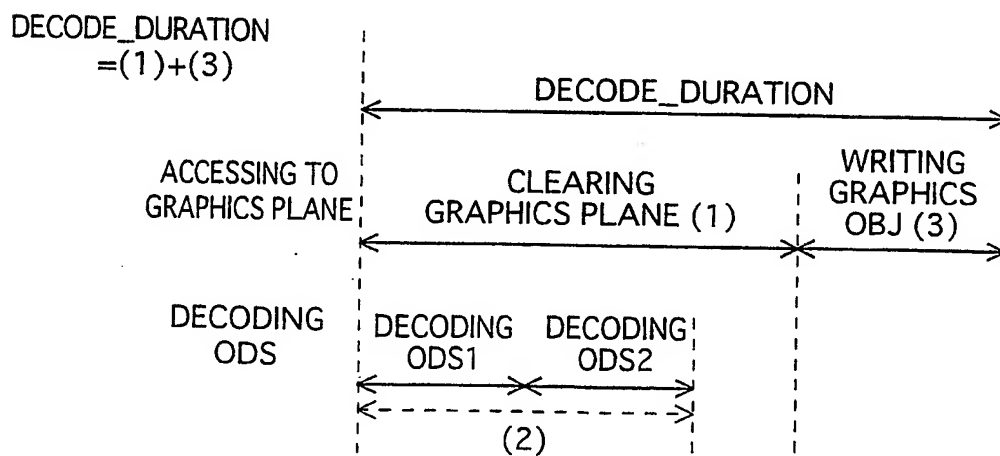 DECODE_DURATION
=(1)+(3)
DECODE_DURATION
ACCESSING TO
GRAPHICS PLANE
CLEARING
GRAPHICS PLANE (1)
WRITING
GRAPHICS
OBJ (3)
DECODING
ODS
DECODING
ODS1
DECODING
ODS2
(2)